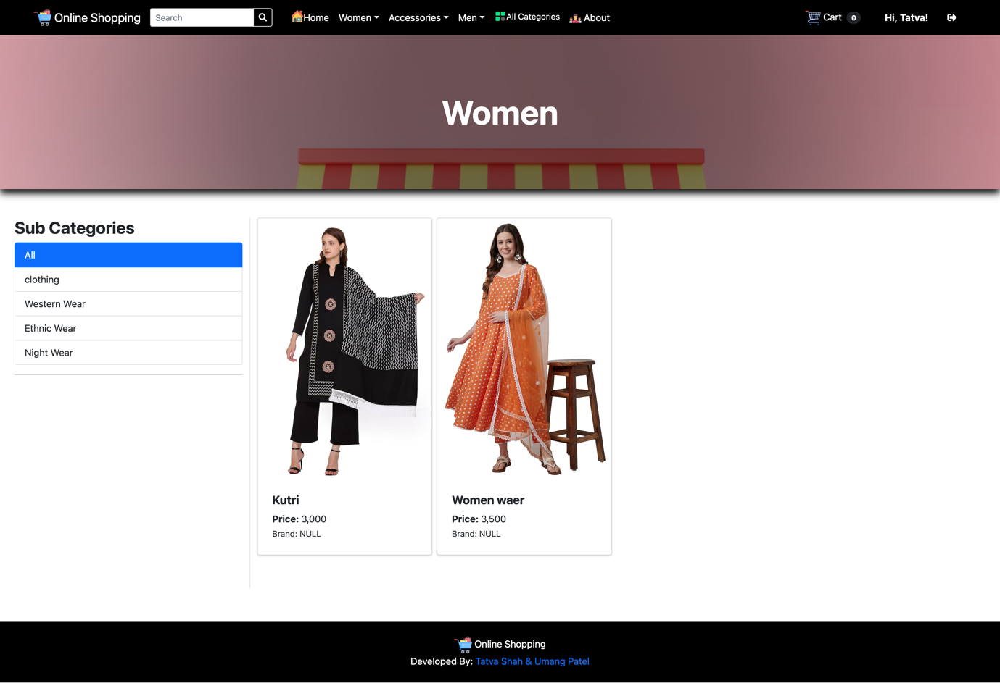 Online Shopping Search Home Women Accessories Men All Categories About Cart 0 Hi, Tatva!
Women
Sub Categories
All
clothing
Western Wear
Ethnic Wear
Night Wear
Kutri
Price: 3,000
Brand: NULL
Women waer
Price: 3,500
Brand: NULL
Online Shopping
Developed By: Tatva Shah & Umang Patel